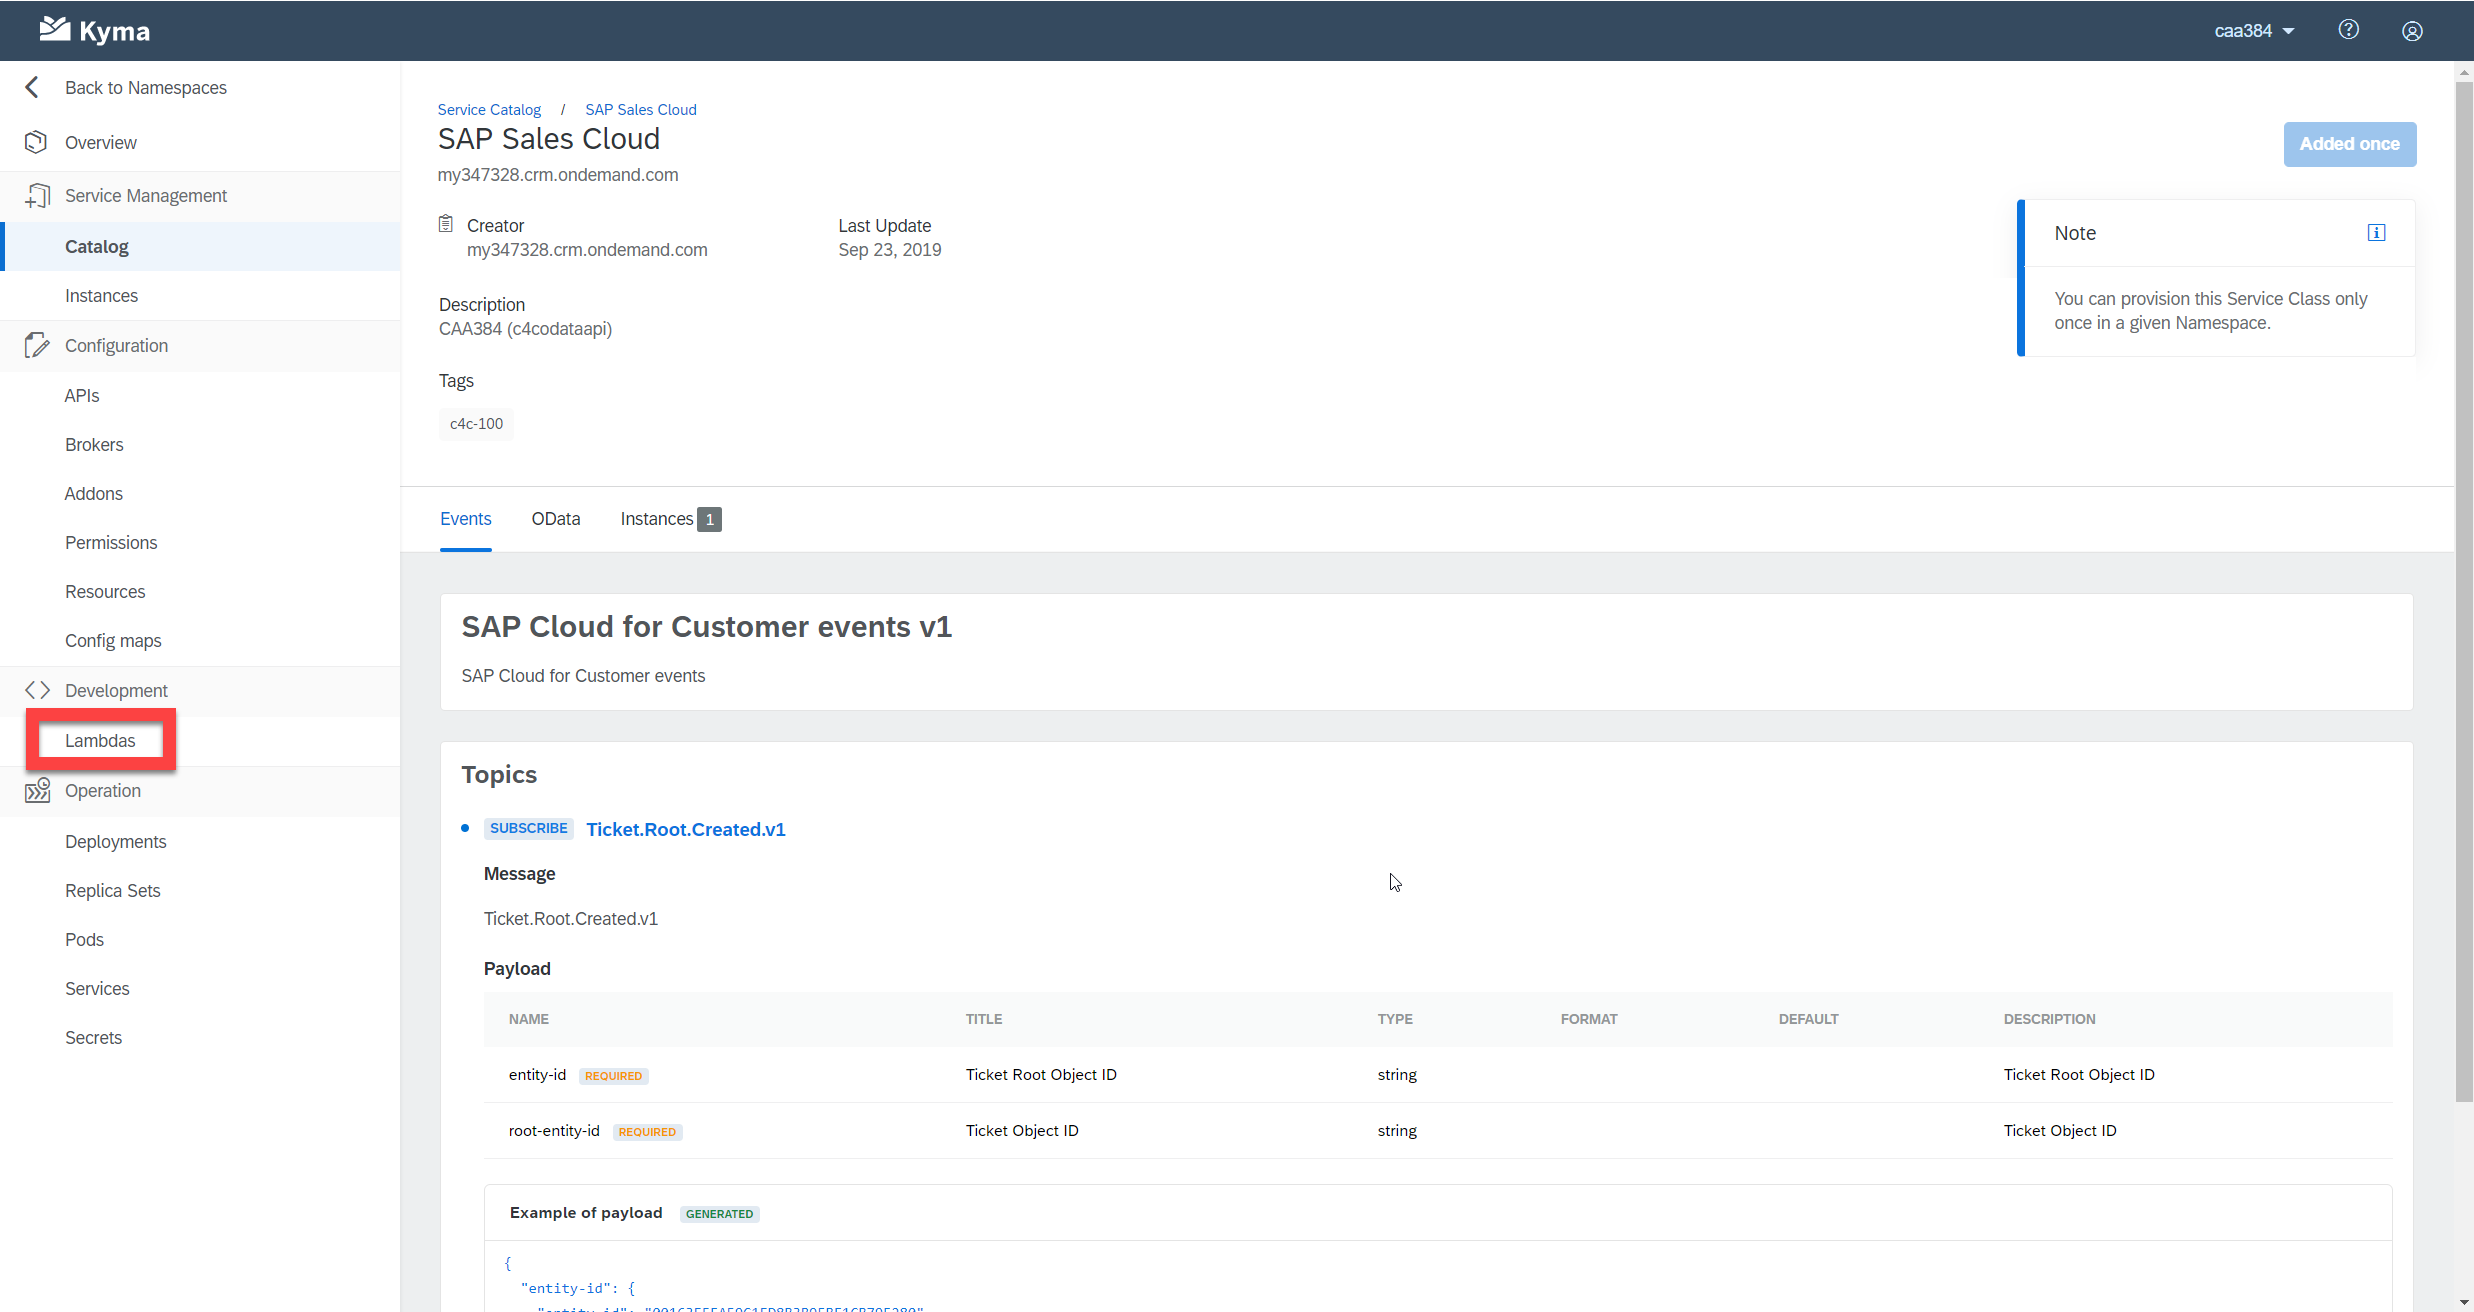 Kyma
caa384
Back to Namespaces
Overview
Service Management
Catalog
Instances
Configuration
APIs
Brokers
Addons
Permissions
Resources
Config maps
Development
Lambdas
Operation
Deployments
Replica Sets
Pods
Services
Secrets
Service Catalog / SAP Sales Cloud
SAP Sales Cloud
my347328.crm.ondemand.com
Added once
Creator
my347328.crm.ondemand.com
Last Update
Sep 23, 2019
Note
You can provision this Service Class only
once in a given Namespace.
Description
CAA384 (c4codataapi)
Tags
c4c-100
Events OData Instances 1
SAP Cloud for Customer events v1
SAP Cloud for Customer events
Topics
SUBSCRIBE Ticket.Root.Created.v1
Message
Ticket.Root.Created.v1
Payload
NAME TITLE TYPE FORMAT DEFAULT DESCRIPTION
entity-id REQUIRED Ticket Root Object ID string Ticket Root Object ID
root-entity-id REQUIRED Ticket Object ID string Ticket Object ID
Example of payload GENERATED
{
"entity-id": {